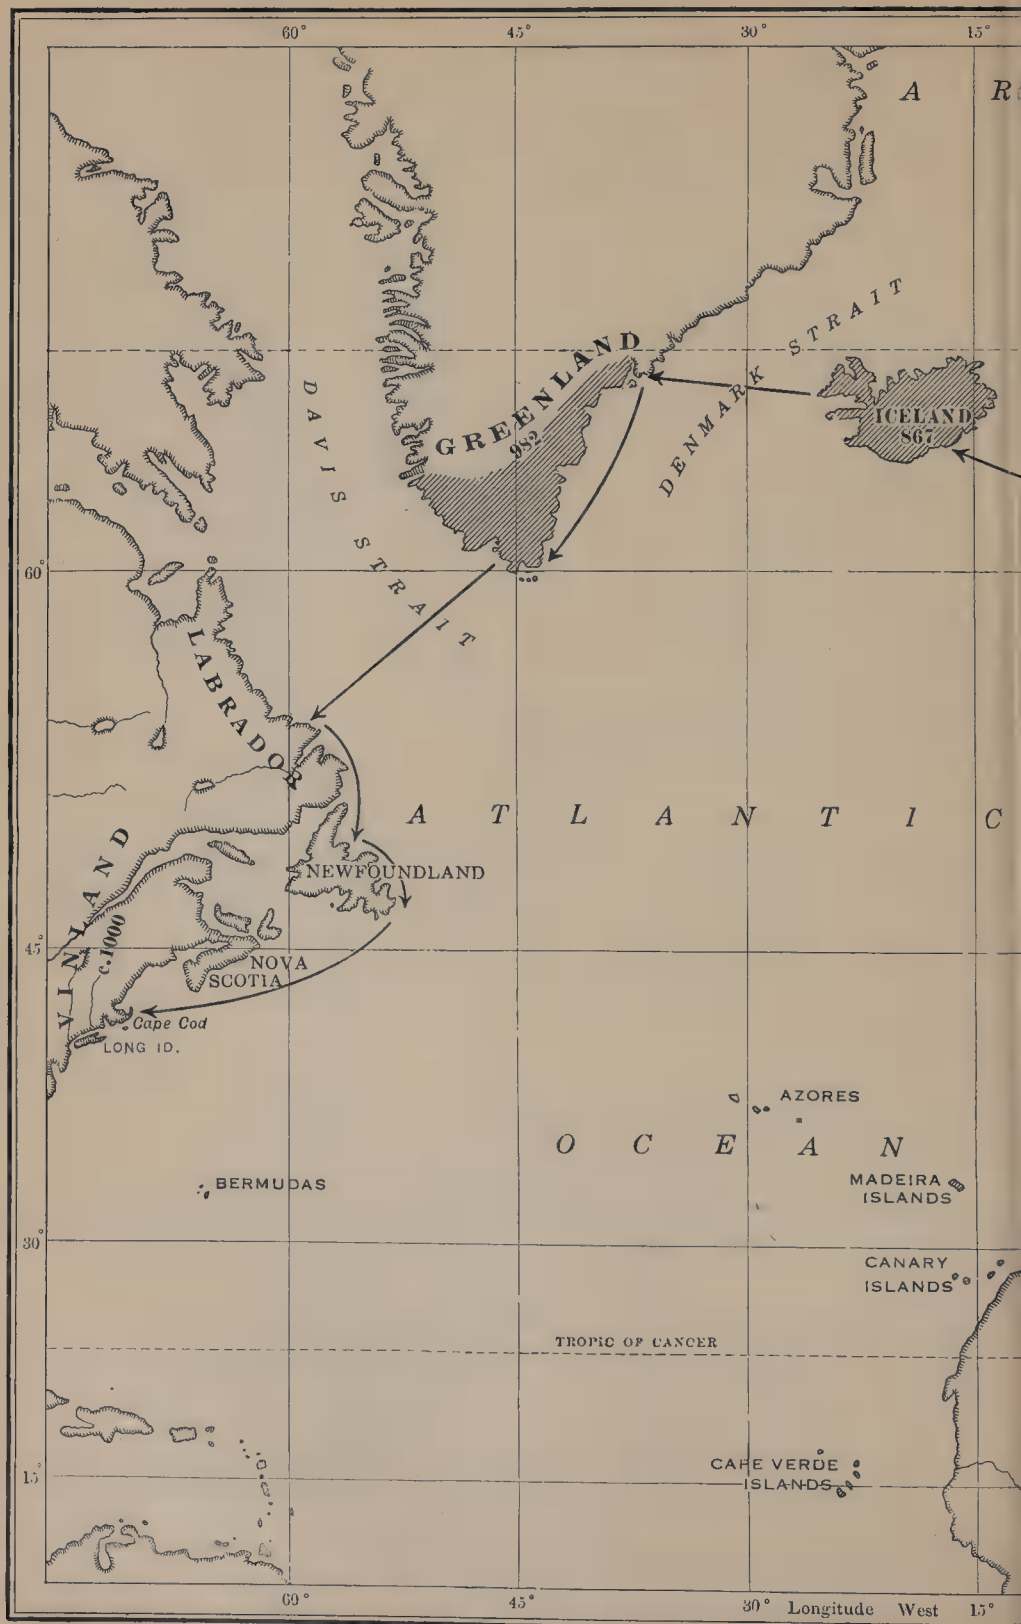 60° 45° 30° 15°
A R
DENMARK STRAIT
GREENLAND
982
ICELAND
867
DAVIS STRAIT
60°
LABRADOR
ATLANTIC
VINLAND
c.1000
NEWFOUNDLAND
45°
NOVA
SCOTIA
Cape Cod
LONG ID.
AZORES
OCEAN
BERMUDAS
MADEIRA
ISLANDS
30°
CANARY
ISLANDS
TROPIC OF CANCER
15°
CAPE VERDE
ISLANDS
60° 45° 30° Longitude West 15°